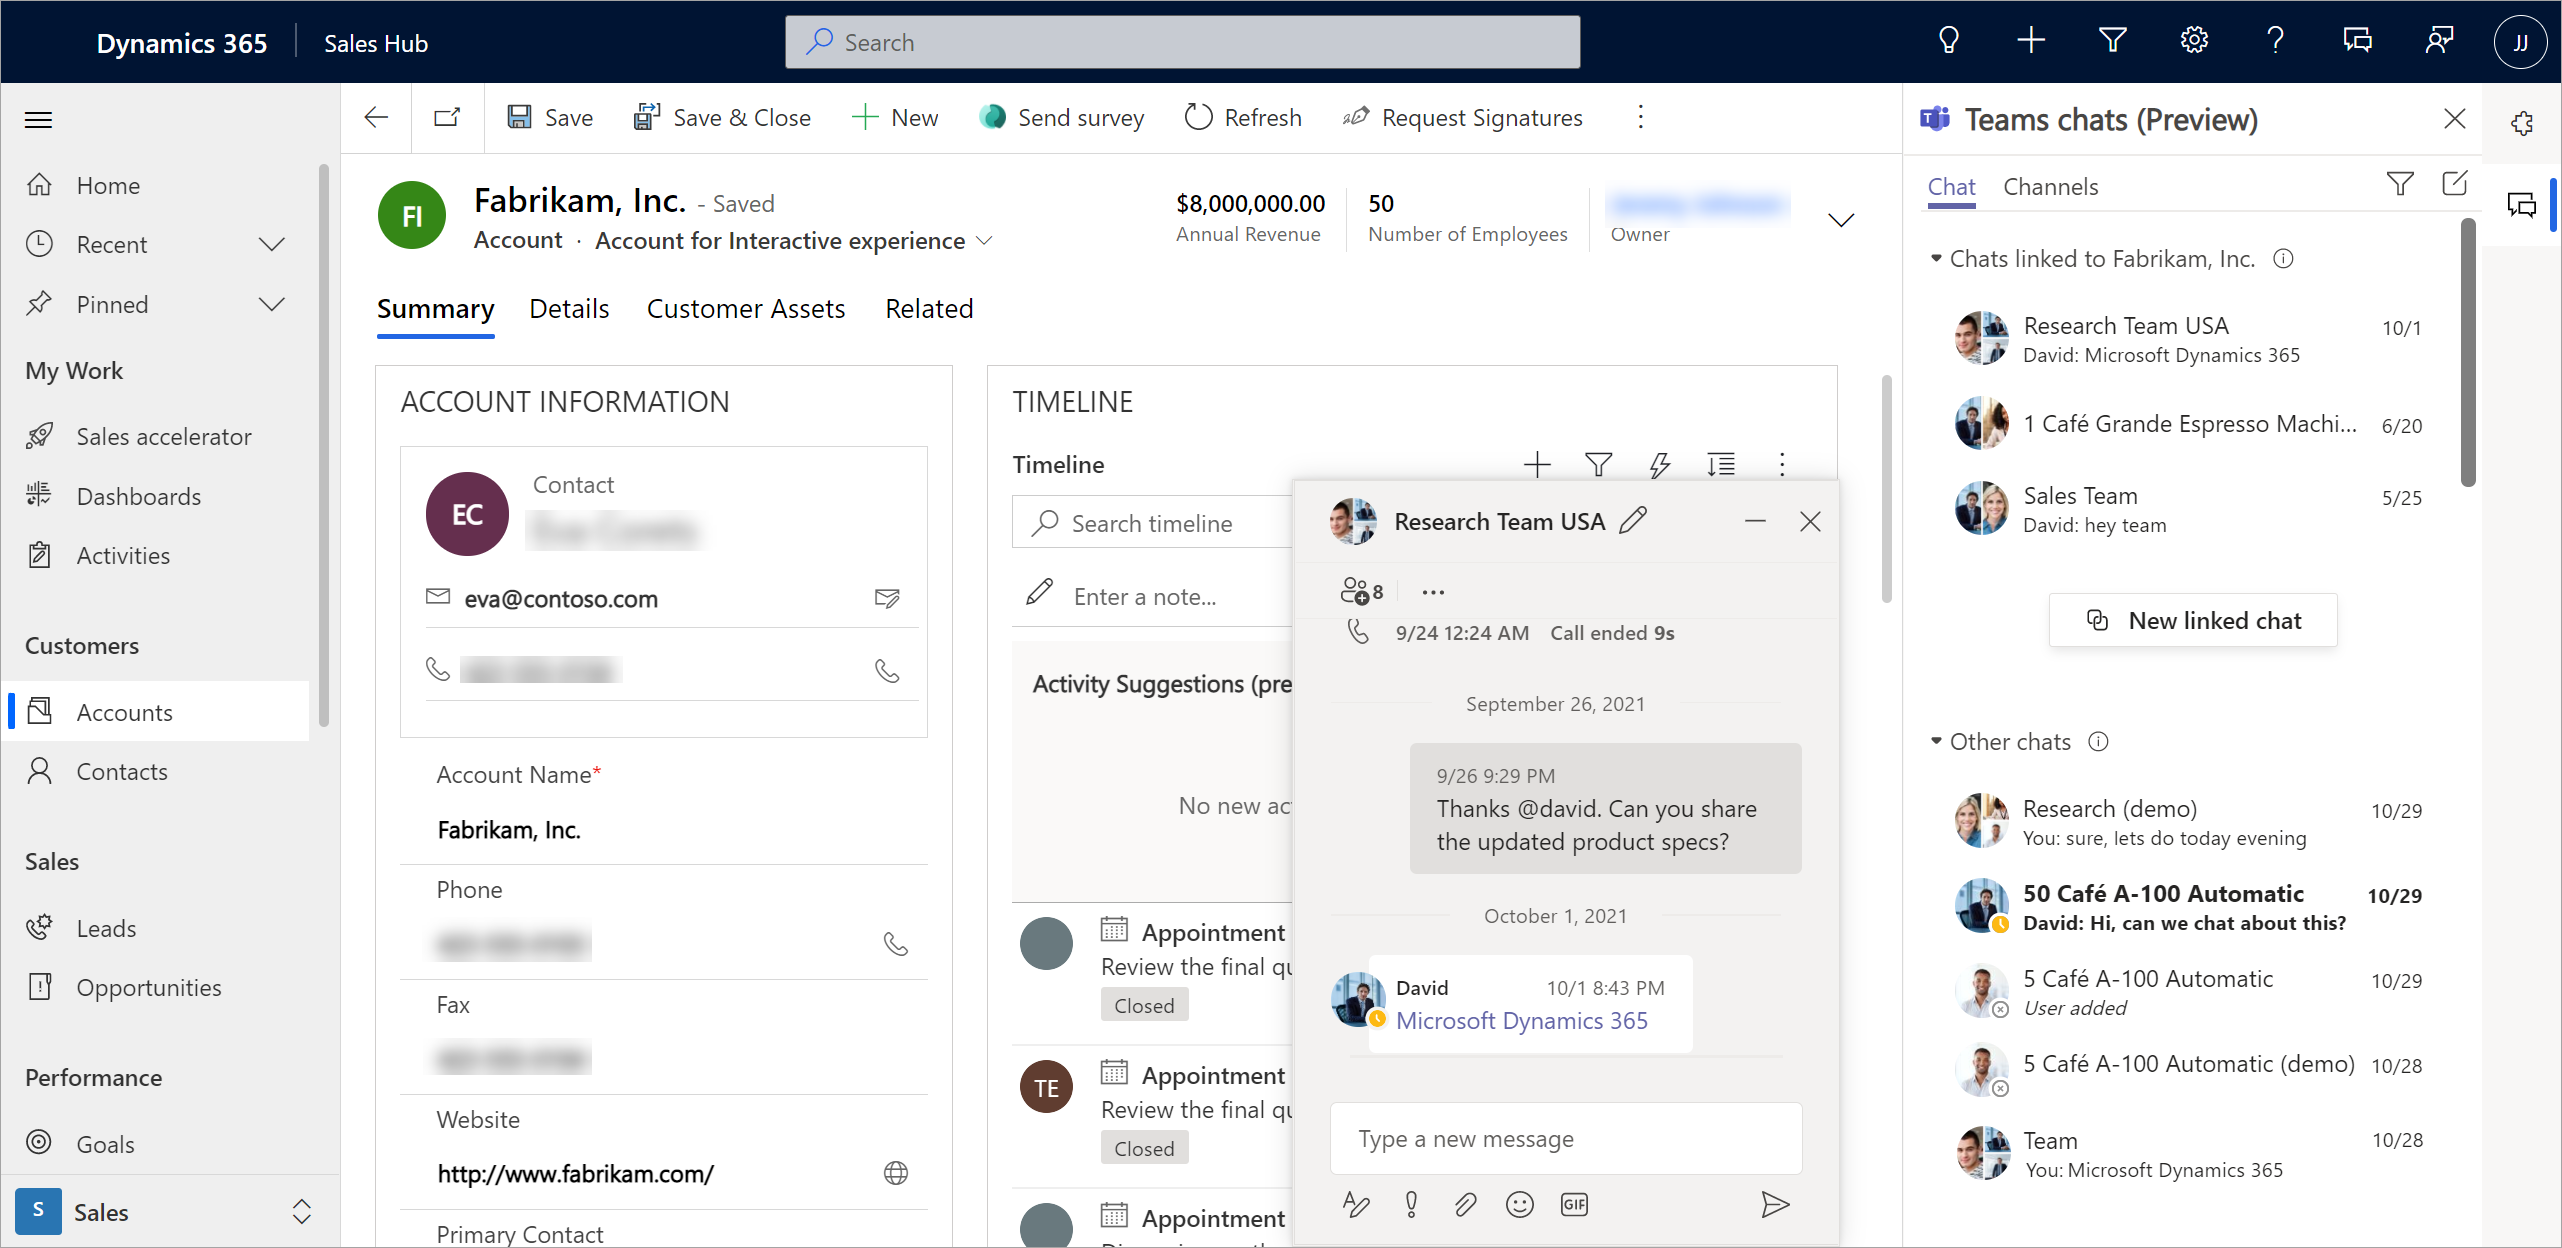 Dynamics 365 Sales Hub
Search
JJ
Home
Recent
Pinned
My Work
Sales accelerator
Dashboards
Activities
Customers
Accounts
Contacts
Sales
Leads
Opportunities
Performance
Goals
S Sales
Save Save & Close New Send survey Refresh Request Signatures
FI
Fabrikam, Inc. - Saved
Account · Account for Interactive experience
$8,000,000.00
Annual Revenue
50
Number of Employees
Owner
Summary Details Customer Assets Related
ACCOUNT INFORMATION
EC
Contact
eva@contoso.com
Account Name*
Fabrikam, Inc.
Phone
Fax
Website
http://www.fabrikam.com/
Primary Contact
TIMELINE
Timeline
Search timeline
Enter a note...
Activity Suggestions (pre
No new ac
Appointment
Review the final qu
Closed
TE
Appointment
Review the final qu
Closed
Appointment
Research Team USA
8
9/24 12:24 AM Call ended 9s
September 26, 2021
9/26 9:29 PM
Thanks @david. Can you share
the updated product specs?
October 1, 2021
David 10/1 8:43 PM
Microsoft Dynamics 365
Type a new message
GIF
T Teams chats (Preview)
Chat Channels
Chats linked to Fabrikam, Inc.
Research Team USA 10/1
David: Microsoft Dynamics 365
1 Café Grande Espresso Machi... 6/20
Sales Team 5/25
David: hey team
New linked chat
Other chats
Research (demo) 10/29
You: sure, lets do today evening
50 Café A-100 Automatic 10/29
David: Hi, can we chat about this?
5 Café A-100 Automatic 10/29
User added
5 Café A-100 Automatic (demo) 10/28
Team 10/28
You: Microsoft Dynamics 365